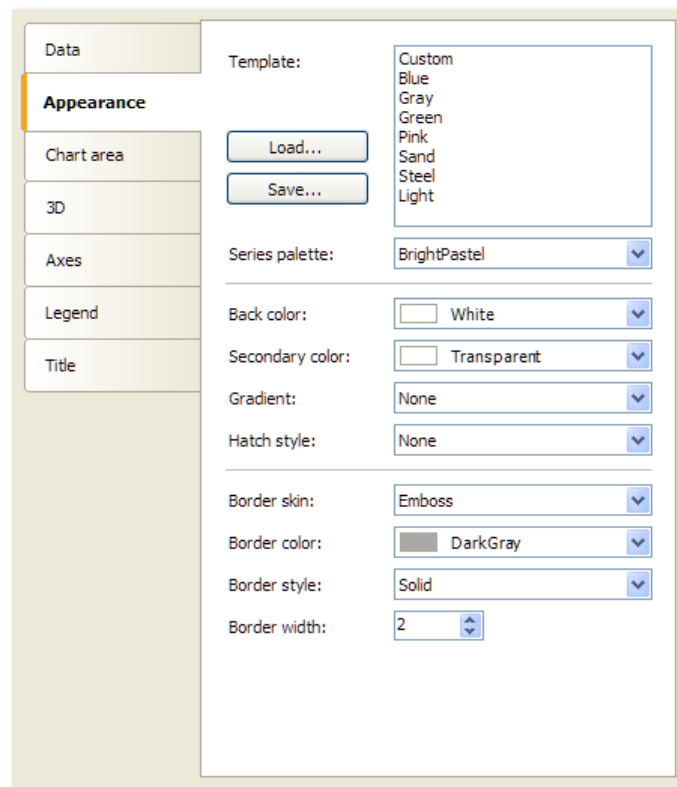 Data
Appearance
Chart area
3D
Axes
Legend
Title
Template:
Custom
Blue
Gray
Green
Pink
Sand
Steel
Light
Load...
Save...
Series palette: BrightPastel
Back color: White
Secondary color: Transparent
Gradient: None
Hatch style: None
Border skin: Emboss
Border color: DarkGray
Border style: Solid
Border width: 2